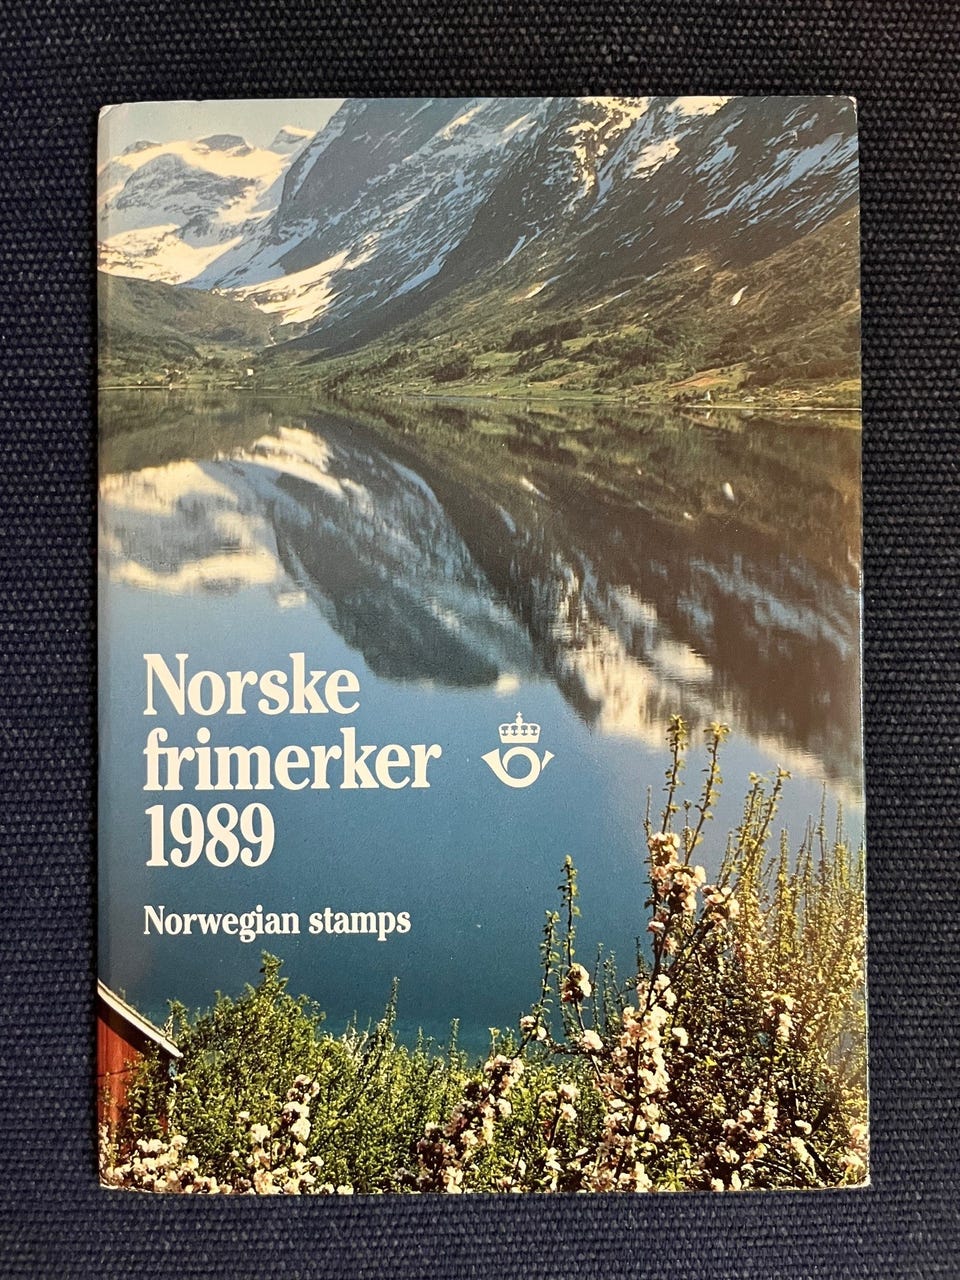 Norske
frimerker
1989
Norwegian stamps